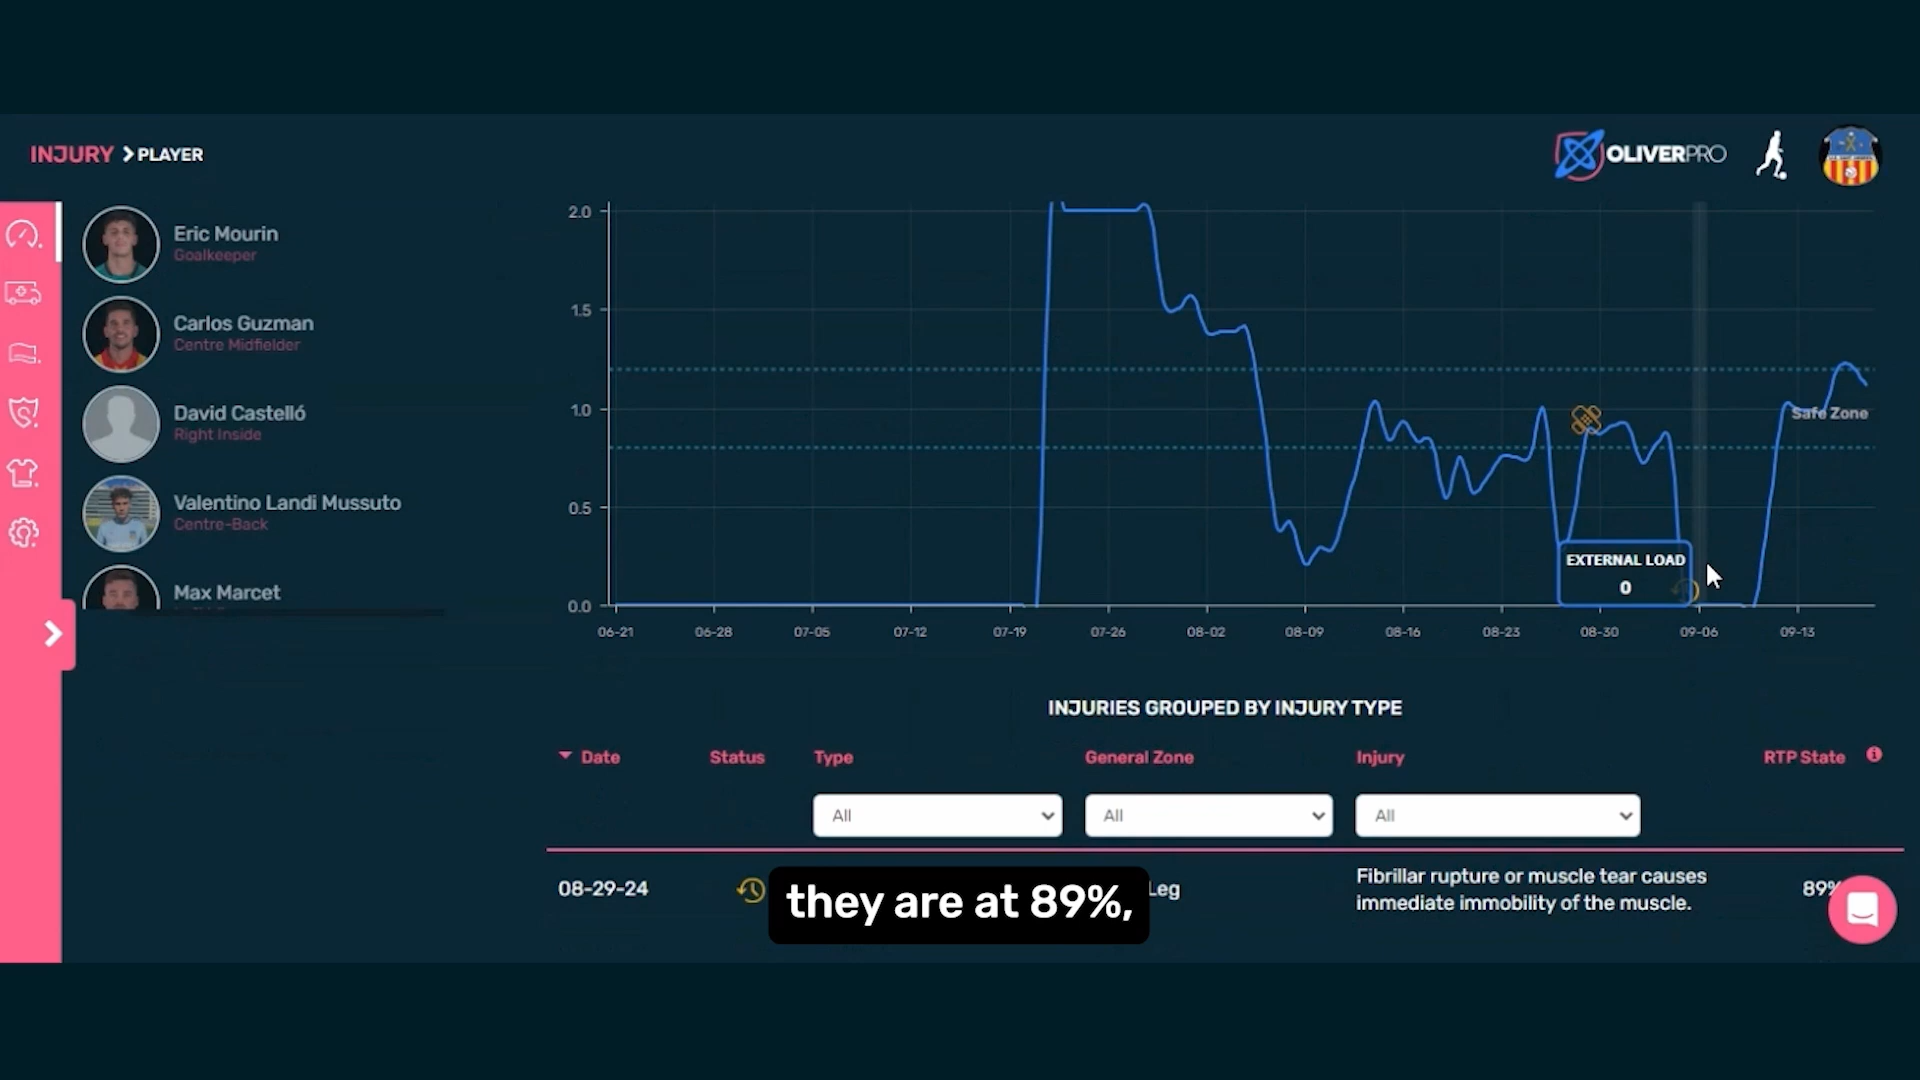 INJURY > PLAYER
OLIVERPRO
Eric Mourin
Goalkeeper
Carlos Guzman
Centre Midfielder
David Castelló
Right Inside
Valentino Landi Mussuto
Centre-Back
Max Marcet
2.0
1.5
1.0
0.5
0.0
Safe Zone
EXTERNAL LOAD
0
06-21 06-28 07-05 07-12 07-19 07-26 08-02 08-09 08-16 08-23 08-30 09-06 09-13
INJURIES GROUPED BY INJURY TYPE
Date Status Type General Zone Injury RTP State
All All All
08-29-24 Leg Fibrillar rupture or muscle tear causes immediate immobility of the muscle. 89%
they are at 89%,